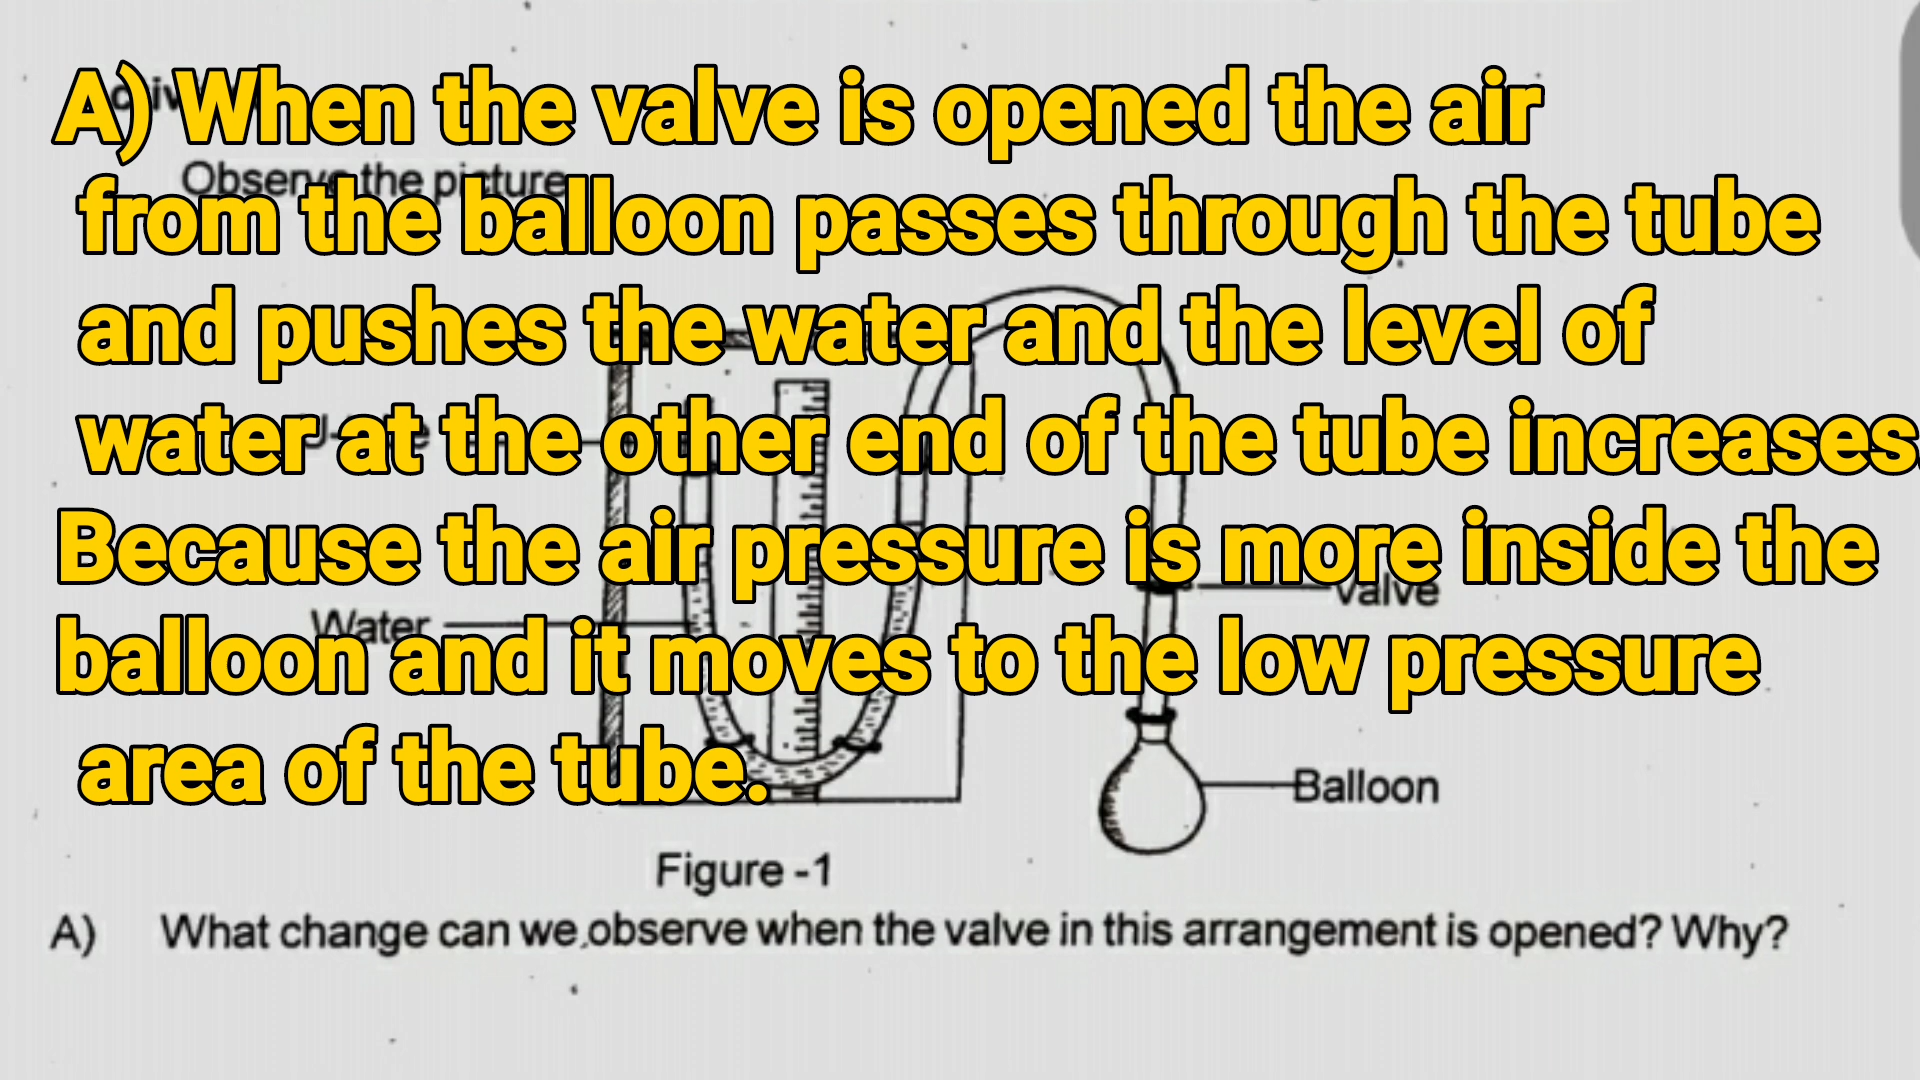 A) When the valve is opened the air
Observe the picture
from the balloon passes through the tube
and pushes the water and the level of
water at the other end of the tube increases.
Because the air pressure is more inside the
Valve
Water
balloon and it moves to the low pressure
area of the tube.
Balloon
Figure -1
A) What change can we observe when the valve in this arrangement is opened? Why?